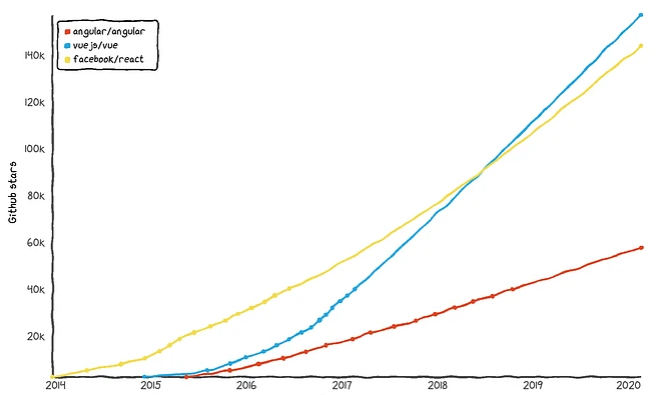 angular/angular
vuejs/vue
facebook/react
140k
120k
100k
80k
60k
40k
20k
Github stars
2014 2015 2016 2017 2018 2019 2020